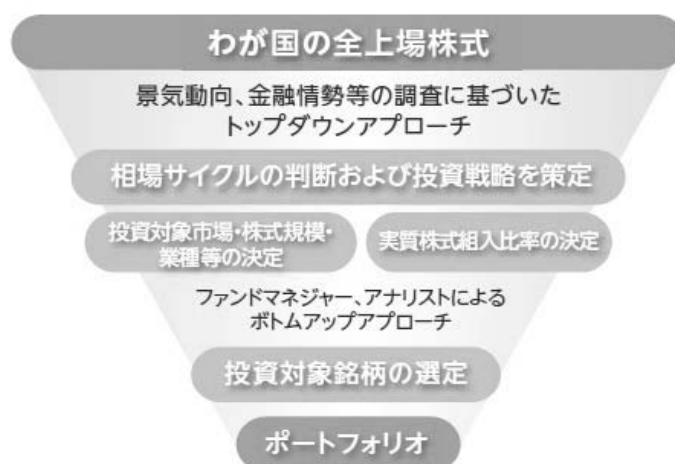 わが国の全上場株式
景気動向、金融情勢等の調査に基づいた
トップダウンアプローチ
相場サイクルの判断および投資戦略を策定
投資対象市場・株式規模・
業種等の決定
実質株式組入比率の決定
ファンドマネジャー、アナリストによる
ボトムアップアプローチ
投資対象銘柄の選定
ポートフォリオ